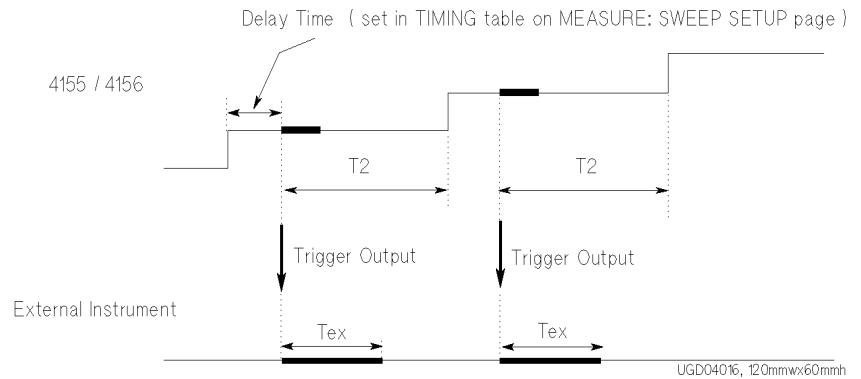 Delay Time ( set in TIMING table on MEASURE: SWEEP SETUP page )
4155 / 4156
T2
T2
Trigger Output
Trigger Output
External Instrument
Tex
Tex
UGD04016, 120mmwx60mmh